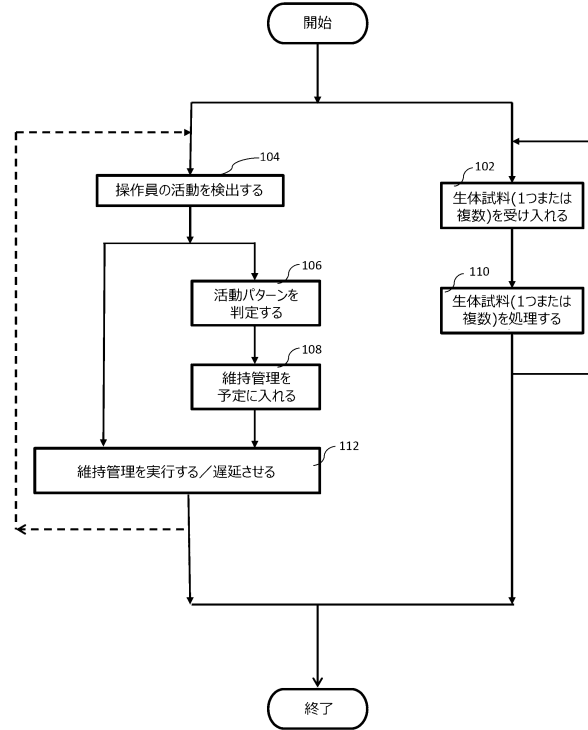 開始
104
操作員の活動を検出する
102
生体試料(1つまたは
複数)を受け入れる
106
活動パターンを
判定する
110
生体試料(1つまたは
複数)を処理する
108
維持管理を
予定に入れる
112
維持管理を実行する／遅延させる
終了